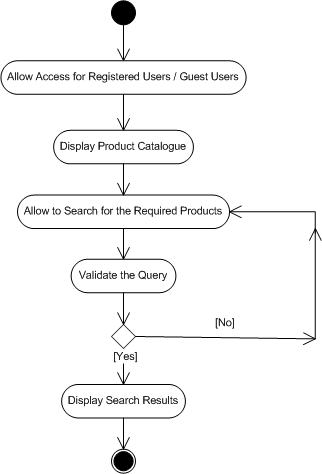 Allow Access for Registered Users / Guest Users
Display Product Catalogue
Allow to Search for the Required Products
Validate the Query
[No]
[Yes]
Display Search Results